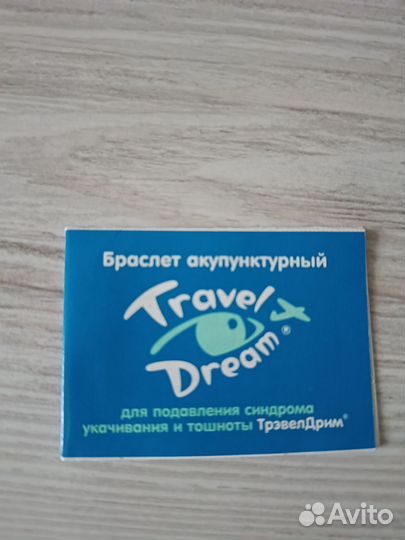 Браслет акупунктурный
Travel
Dream®
для подавления синдрома
укачивания и тошноты ТрэвелДрим®
Avito